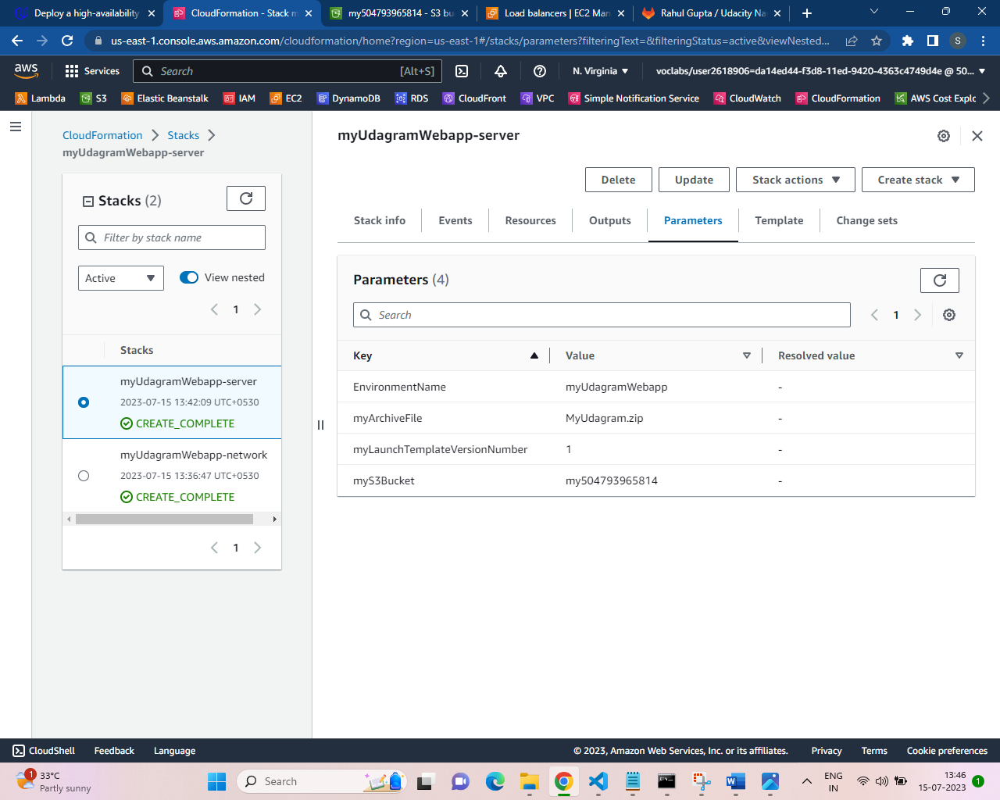 Deploy a high-availability
CloudFormation - Stack m
my504793965814 - S3 bu
Load balancers | EC2 Man
Rahul Gupta / Udacity Na
us-east-1.console.aws.amazon.com/cloudformation/home?region=us-east-1#/stacks/parameters?filteringText=&filteringStatus=active&viewNested...
S
aws
Services
Search
[Alt+S]
N. Virginia
voclabs/user2618906=da14ed44-f3d8-11ed-9420-4363c4749d4e @ 50...
Lambda
S3
Elastic Beanstalk
IAM
EC2
DynamoDB
RDS
CloudFront
VPC
Simple Notification Service
CloudWatch
CloudFormation
AWS Cost Explo
CloudFormation
Stacks
myUdagramWebapp-server
Stacks (2)
Filter by stack name
Active
View nested
1
Stacks
myUdagramWebapp-server
2023-07-15 13:42:09 UTC+0530
CREATE_COMPLETE
myUdagramWebapp-network
2023-07-15 13:36:47 UTC+0530
CREATE_COMPLETE
1
myUdagramWebapp-server
Delete
Update
Stack actions
Create stack
Stack info
Events
Resources
Outputs
Parameters
Template
Change sets
Parameters (4)
Search
1
Key
Value
Resolved value
EnvironmentName
myUdagramWebapp
-
myArchiveFile
MyUdagram.zip
-
myLaunchTemplateVersionNumber
1
-
myS3Bucket
my504793965814
-
CloudShell
Feedback
Language
© 2023, Amazon Web Services, Inc. or its affiliates.
Privacy
Terms
Cookie preferences
1
33°C
Partly sunny
Search
ENG
IN
13:46
15-07-2023
1